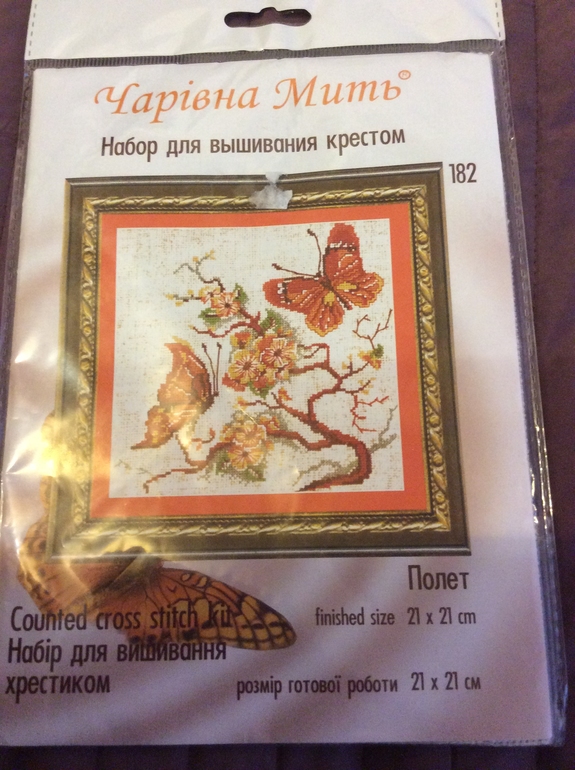 Чарівна Мить®
Набор для вышивания крестом
182
Полет
Counted cross stitch kit
finished size 21 x 21 cm
Набір для вишивання
хрестиком
розмір готової роботи 21 x 21 см